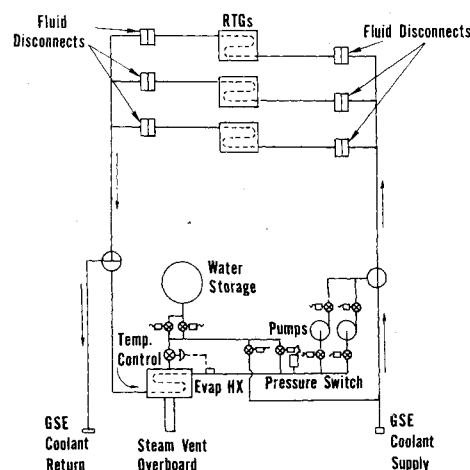 Fluid
Disconnects
RTGs
Fluid Disconnects
Water
Storage
Pumps
Temp.
Control
Evap HX
Pressure Switch
GSE
Coolant
Return
Steam Vent
Overboard
GSE
Coolant
Supply